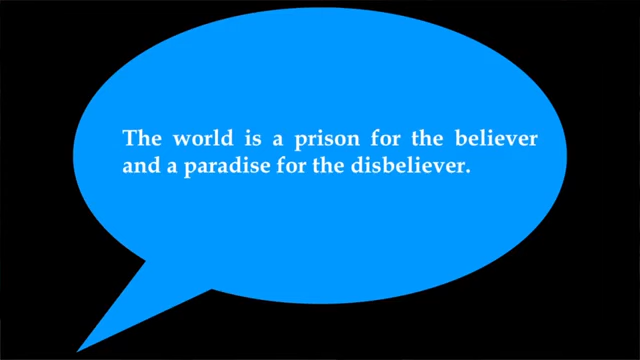 The world is a prison for the believer
and a paradise for the disbeliever.